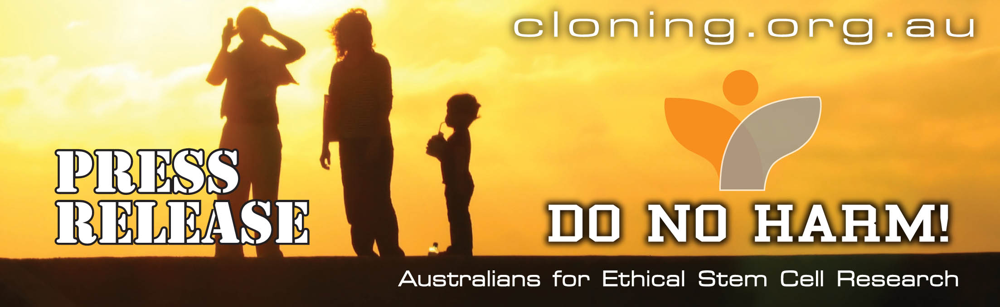 cloning.org.au
PRESS
RELEASE
DO NO HARM!
Australians for Ethical Stem Cell Research